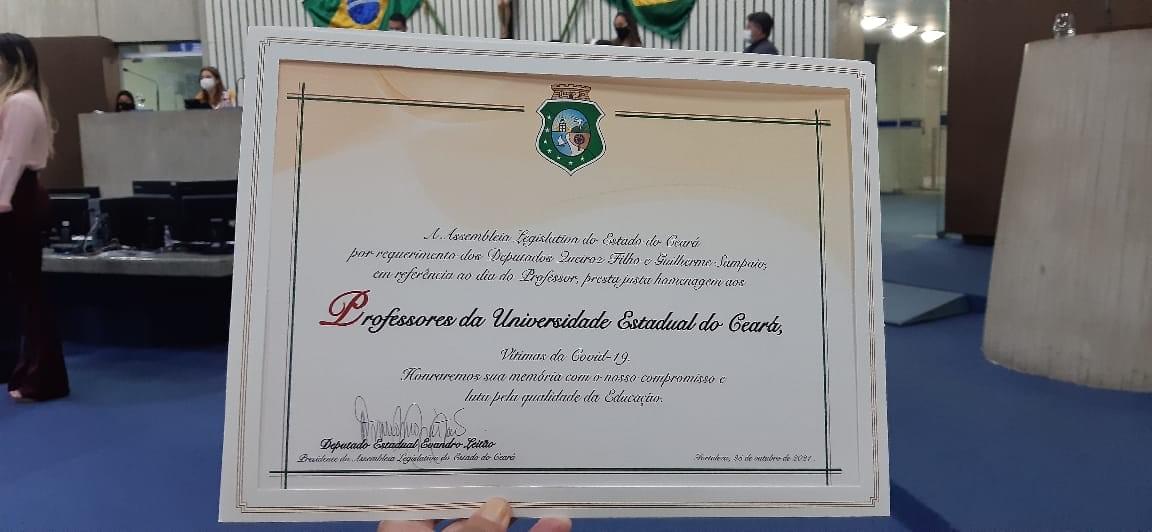 A Assembleia Legislativa do Estado do Ceará
por requerimento dos Deputados Queiroz Filho e Guilherme Sampaio,
em referência ao dia do Professor, presta justa homenagem aos
Professores da Universidade Estadual do Ceará,
Vítimas da Covid-19.
Honraremos sua memória com o nosso compromisso e
luta pela qualidade da Educação.
Deputado Estadual Evandro Leitão
Presidente da Assembleia Legislativa do Estado do Ceará
Fortaleza, de outubro de 2021.